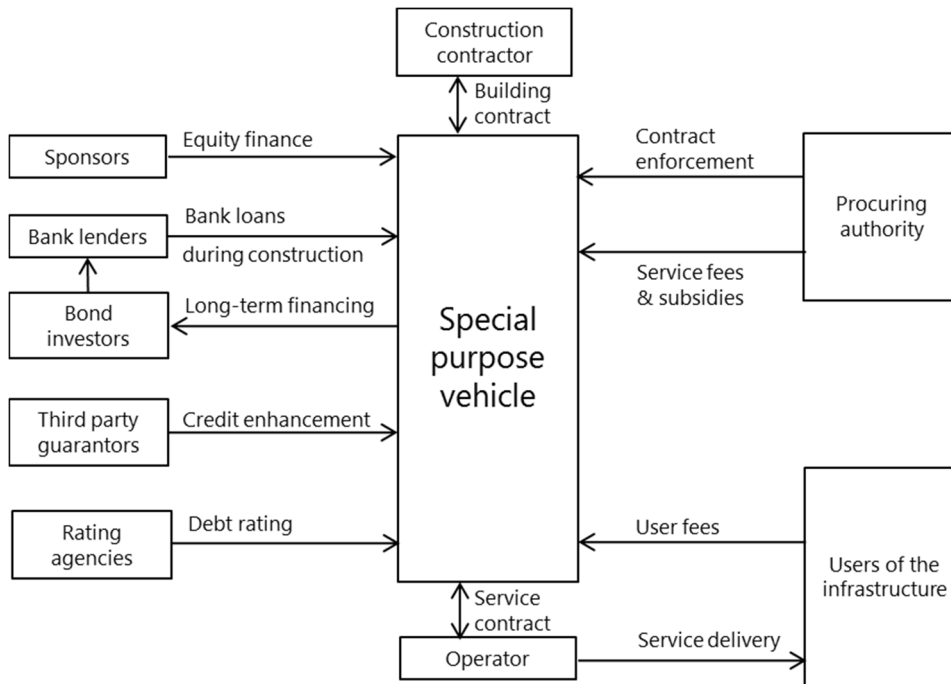 Construction
contractor
Building
contract
Sponsors
Equity finance
Bank lenders
Bank loans
during construction
Bond
investors
Long-term financing
Third party
guarantors
Credit enhancement
Rating
agencies
Debt rating
Special
purpose
vehicle
Contract
enforcement
Procuring
authority
Service fees
& subsidies
User fees
Users of the
infrastructure
Service
contract
Operator
Service delivery